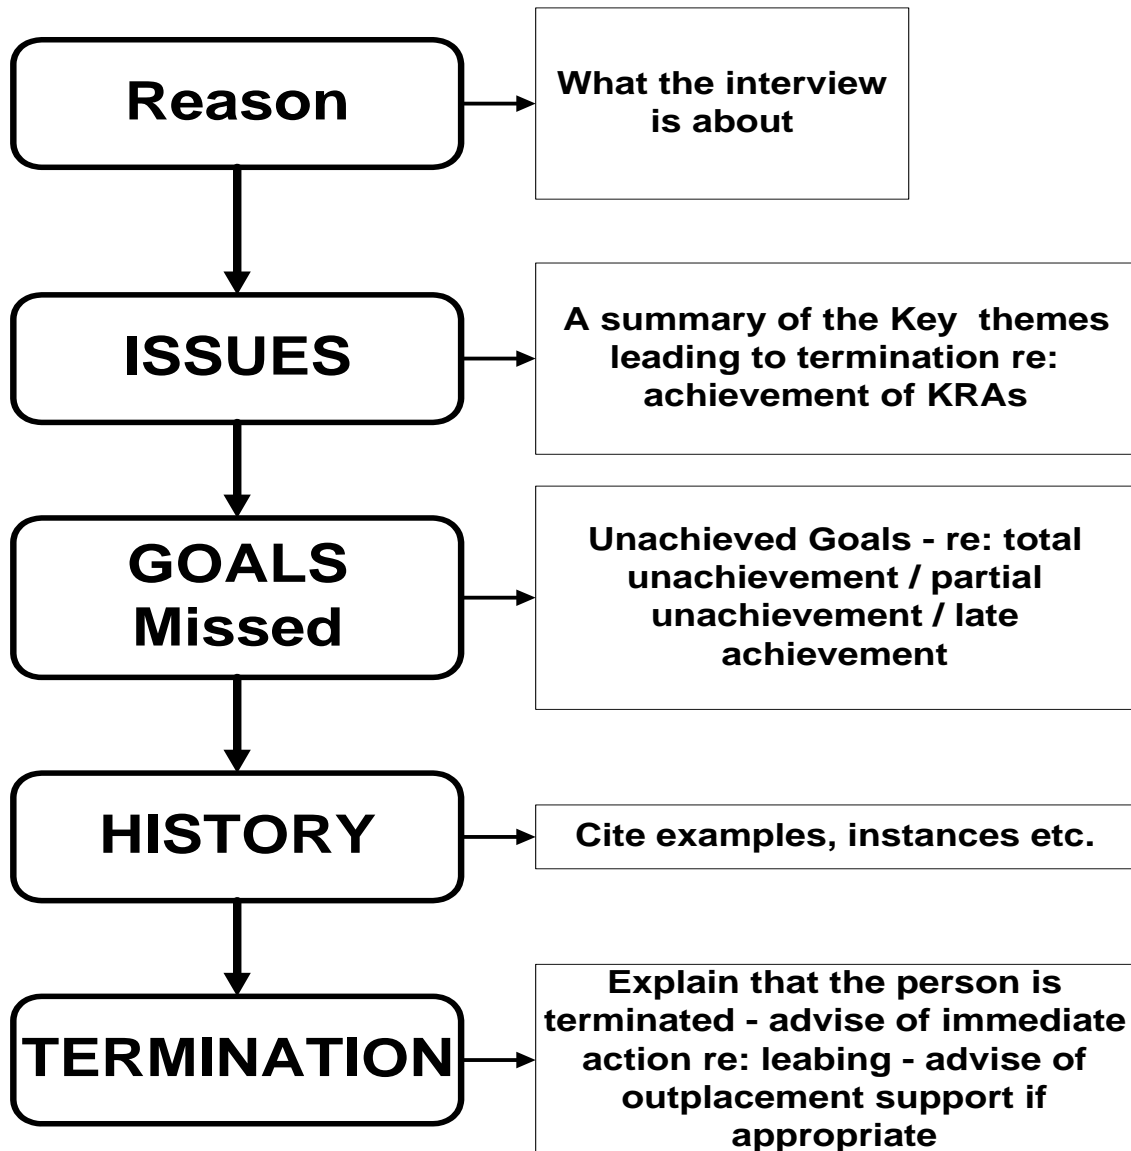 Reason
What the interview
is about
ISSUES
A summary of the Key  themes
leading to termination re:
achievement of KRAs
GOALS
Missed
Unachieved Goals - re: total
unachievement / partial
unachievement / late
achievement
HISTORY
Cite examples, instances etc.
TERMINATION
Explain that the person is
terminated - advise of immediate
action re: leabing - advise of
outplacement support if
appropriate